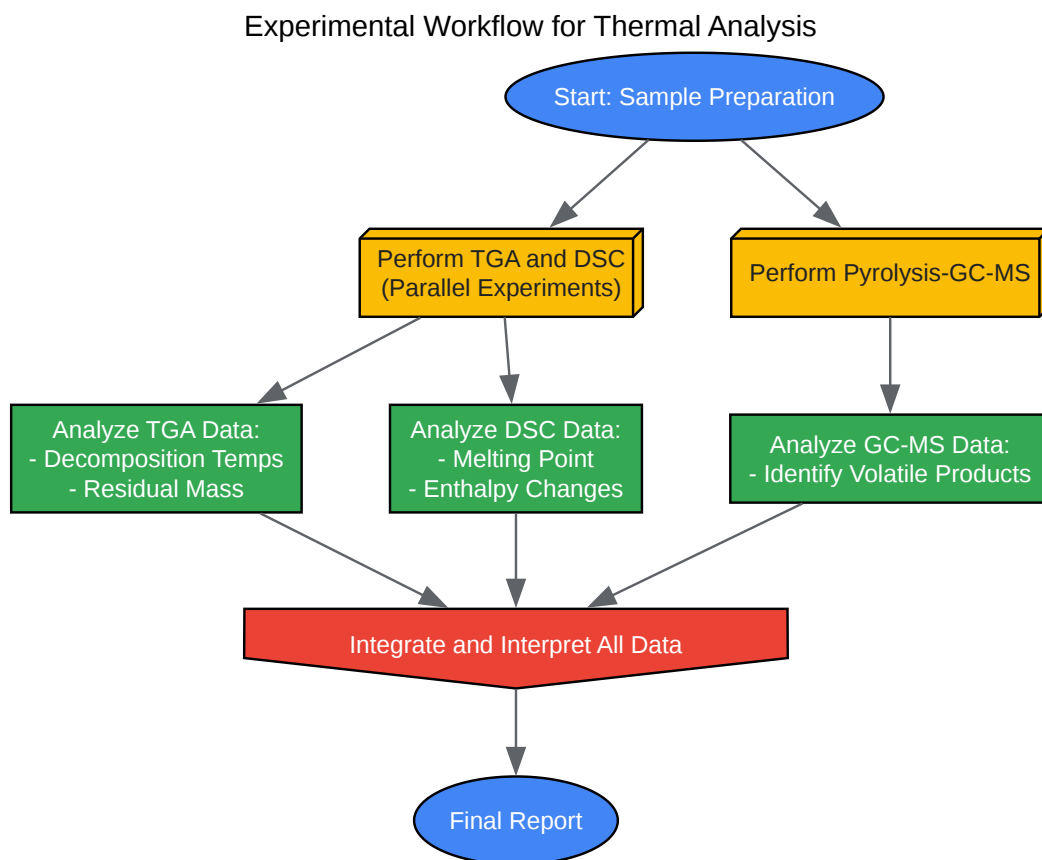 Experimental Workflow for Thermal Analysis
Start: Sample Preparation
Perform TGA and DSC
(Parallel Experiments)
Perform Pyrolysis-GC-MS
Analyze TGA Data:
- Decomposition Temps
- Residual Mass
Analyze DSC Data:
- Melting Point
- Enthalpy Changes
Analyze GC-MS Data:
- Identify Volatile Products
Integrate and Interpret All Data
Final Report